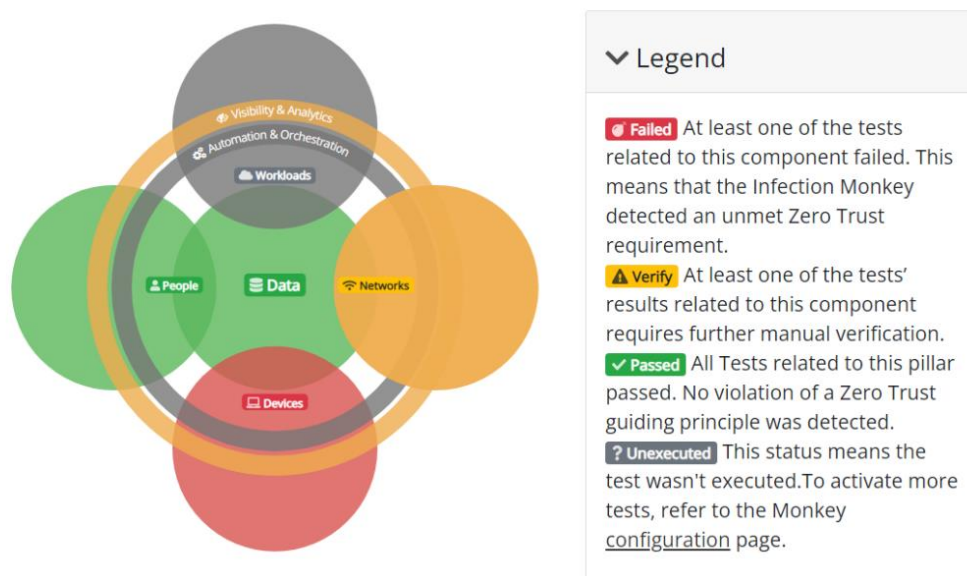 Visibility & Analytics
Automation & Orchestration
Workloads
People
Data
Networks
Devices
Legend
Failed At least one of the tests
related to this component failed. This
means that the Infection Monkey
detected an unmet Zero Trust
requirement.
Verify At least one of the tests’
results related to this component
requires further manual verification.
Passed All Tests related to this pillar
passed. No violation of a Zero Trust
guiding principle was detected.
? Unexecuted This status means the
test wasn't executed.To activate more
tests, refer to the Monkey
configuration page.